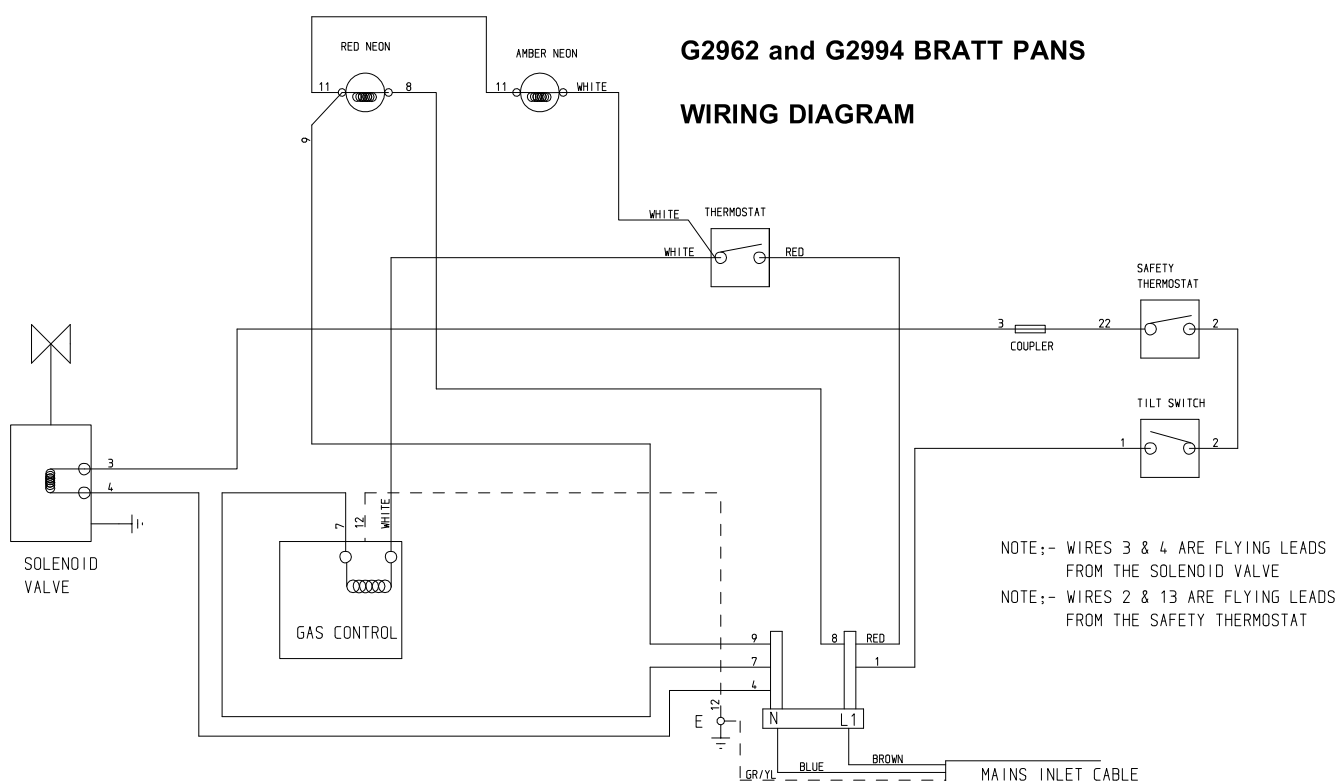 G2962 and G2994 BRATT PANS
WIRING DIAGRAM
RED NEON
AMBER NEON
11
8
11
WHITE
9
WHITE
THERMOSTAT
WHITE
RED
SAFETY
THERMOSTAT
3
22
2
COUPLER
TILT SWITCH
1
2
3
4
7
12
WHITE
SOLENOID
VALVE
GAS CONTROL
NOTE;- WIRES 3 & 4 ARE FLYING LEADS
FROM THE SOLENOID VALVE
NOTE;- WIRES 2 & 13 ARE FLYING LEADS
FROM THE SAFETY THERMOSTAT
9
8
RED
7
1
4
12
E
N
L1
GR/YL
BLUE
BROWN
MAINS INLET CABLE